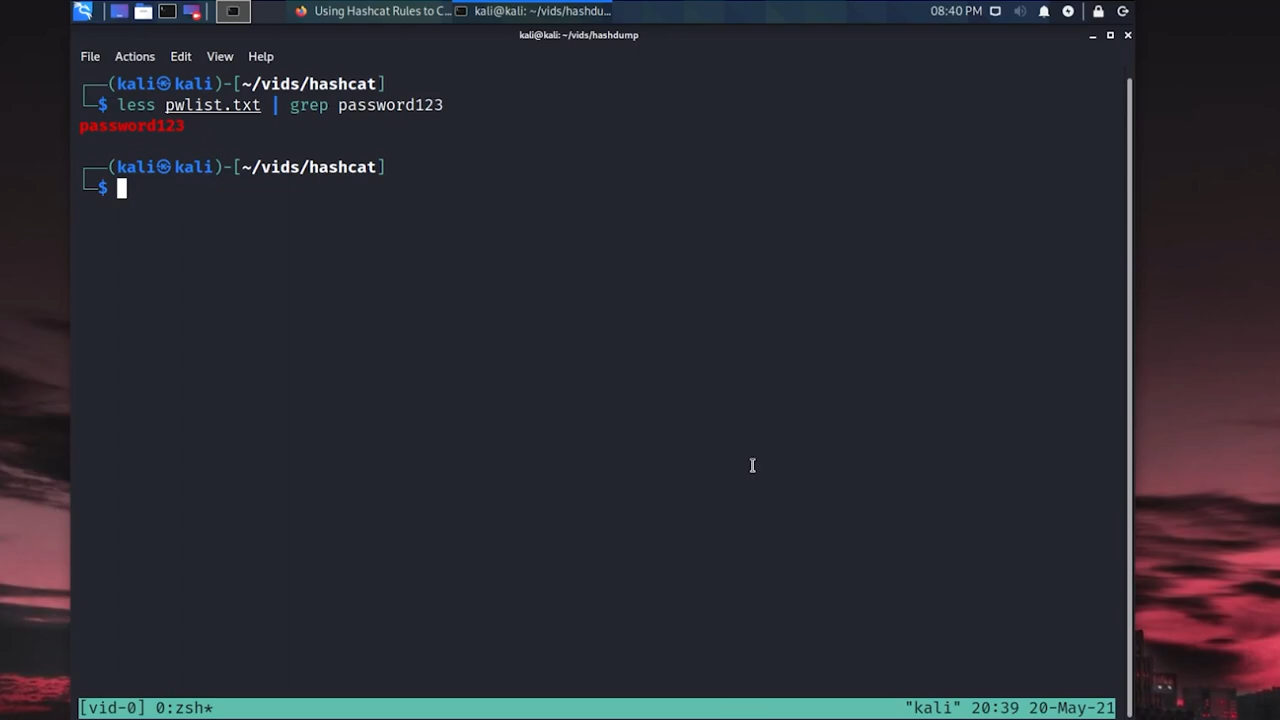 Using Hashcat Rules to C... kali@kali: ~/vids/hashdu... 08:40 PM
kali@kali: ~/vids/hashdump
File Actions Edit View Help
(kali㉿kali)-[~/vids/hashcat]
$ less pwlist.txt | grep password123
password123
(kali㉿kali)-[~/vids/hashcat]
$
[vid-0] 0:zsh* "kali" 20:39 20-May-21